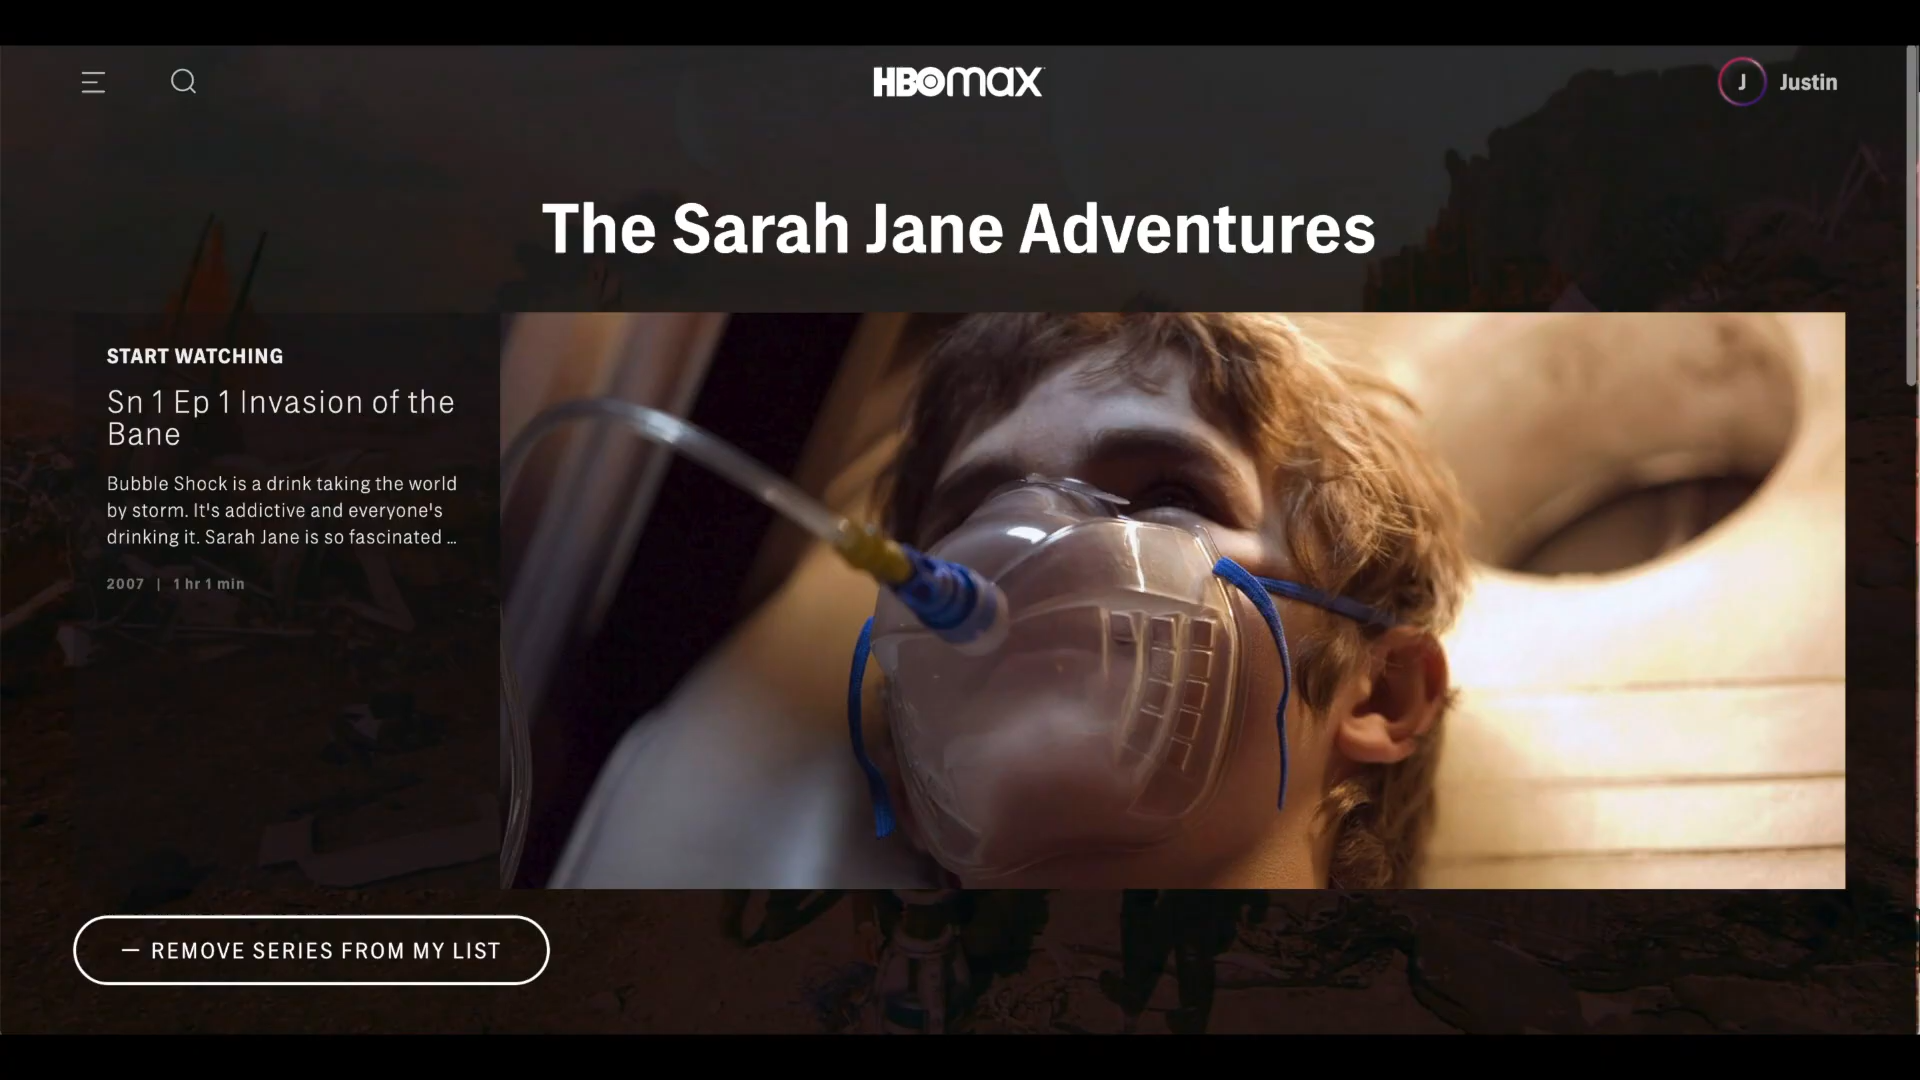 HBOmax
J Justin
The Sarah Jane Adventures
START WATCHING
Sn 1 Ep 1 Invasion of the
Bane
Bubble Shock is a drink taking the world
by storm. It's addictive and everyone's
drinking it. Sarah Jane is so fascinated ...
2007 | 1 hr 1 min
— REMOVE SERIES FROM MY LIST